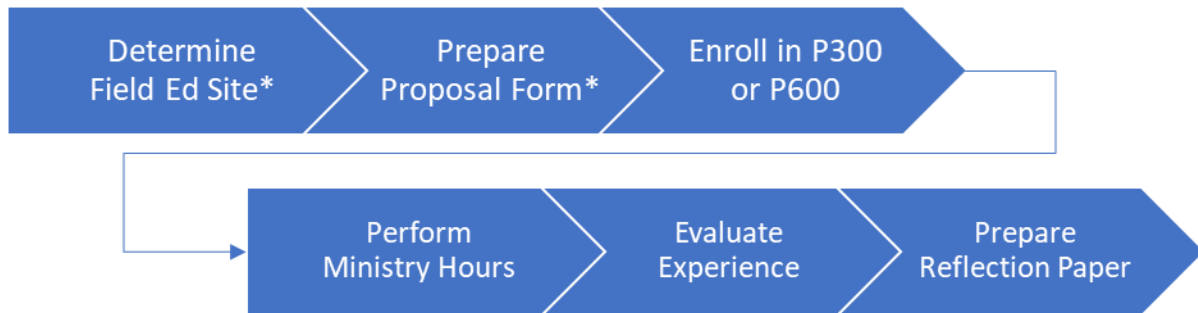 Determine
Field Ed Site*
Prepare
Proposal Form*
Enroll in P300
or P600
Perform
Ministry Hours
Evaluate
Experience
Prepare
Reflection Paper